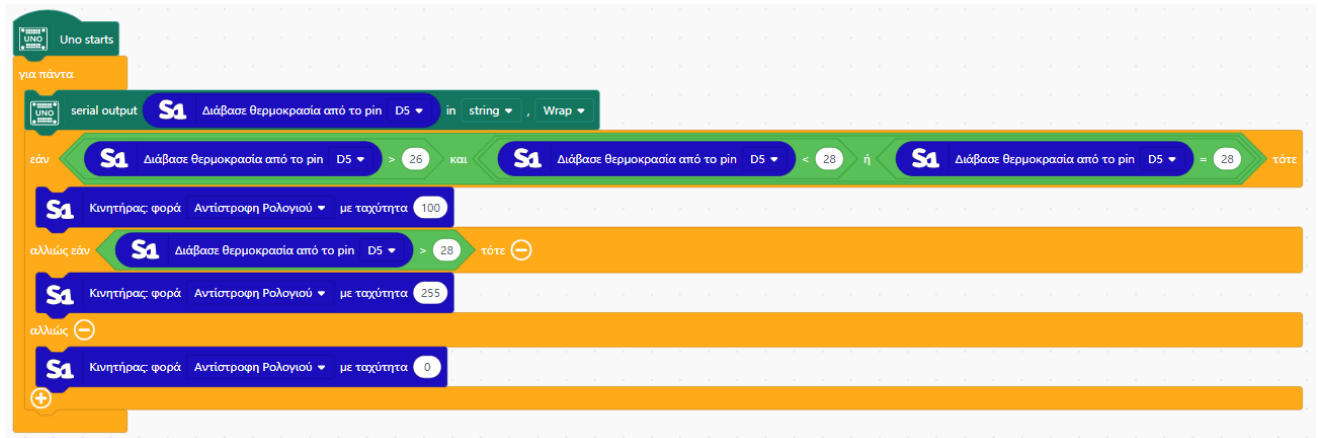 UNO Uno starts
για πάντα
UNO serial output S1 Διάβασε θερμοκρασία από το pin D5 in string , Wrap
εάν S1 Διάβασε θερμοκρασία από το pin D5 > 26 και S1 Διάβασε θερμοκρασία από το pin D5 < 28 ή S1 Διάβασε θερμοκρασία από το pin D5 = 28 τότε
S1 Κινητήρας: φορά Αντίστροφη Ρολογιού με ταχύτητα 100
αλλιώς εάν S1 Διάβασε θερμοκρασία από το pin D5 > 28 τότε
S1 Κινητήρας: φορά Αντίστροφη Ρολογιού με ταχύτητα 255
αλλιώς
S1 Κινητήρας: φορά Αντίστροφη Ρολογιού με ταχύτητα 0